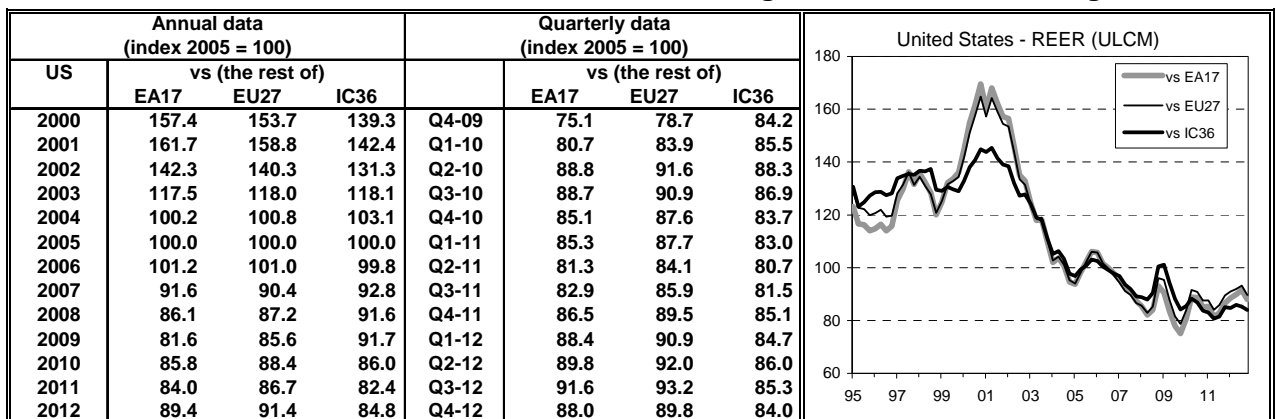 Annual data
(index 2005 = 100)
Quarterly data
(index 2005 = 100)
US vs (the rest of) vs (the rest of)
EA17 EU27 IC36 EA17 EU27 IC36
2000 157.4 153.7 139.3 Q4-09 75.1 78.7 84.2
2001 161.7 158.8 142.4 Q1-10 80.7 83.9 85.5
2002 142.3 140.3 131.3 Q2-10 88.8 91.6 88.3
2003 117.5 118.0 118.1 Q3-10 88.7 90.9 86.9
2004 100.2 100.8 103.1 Q4-10 85.1 87.6 83.7
2005 100.0 100.0 100.0 Q1-11 85.3 87.7 83.0
2006 101.2 101.0 99.8 Q2-11 81.3 84.1 80.7
2007 91.6 90.4 92.8 Q3-11 82.9 85.9 81.5
2008 86.1 87.2 91.6 Q4-11 86.5 89.5 85.1
2009 81.6 85.6 91.7 Q1-12 88.4 90.9 84.7
2010 85.8 88.4 86.0 Q2-12 89.8 92.0 86.0
2011 84.0 86.7 82.4 Q3-12 91.6 93.2 85.3
2012 89.4 91.4 84.8 Q4-12 88.0 89.8 84.0
United States - REER (ULCM)
180
160
140
120
100
80
60
vs EA17
vs EU27
vs IC36
95 97 99 01 03 05 07 09 11